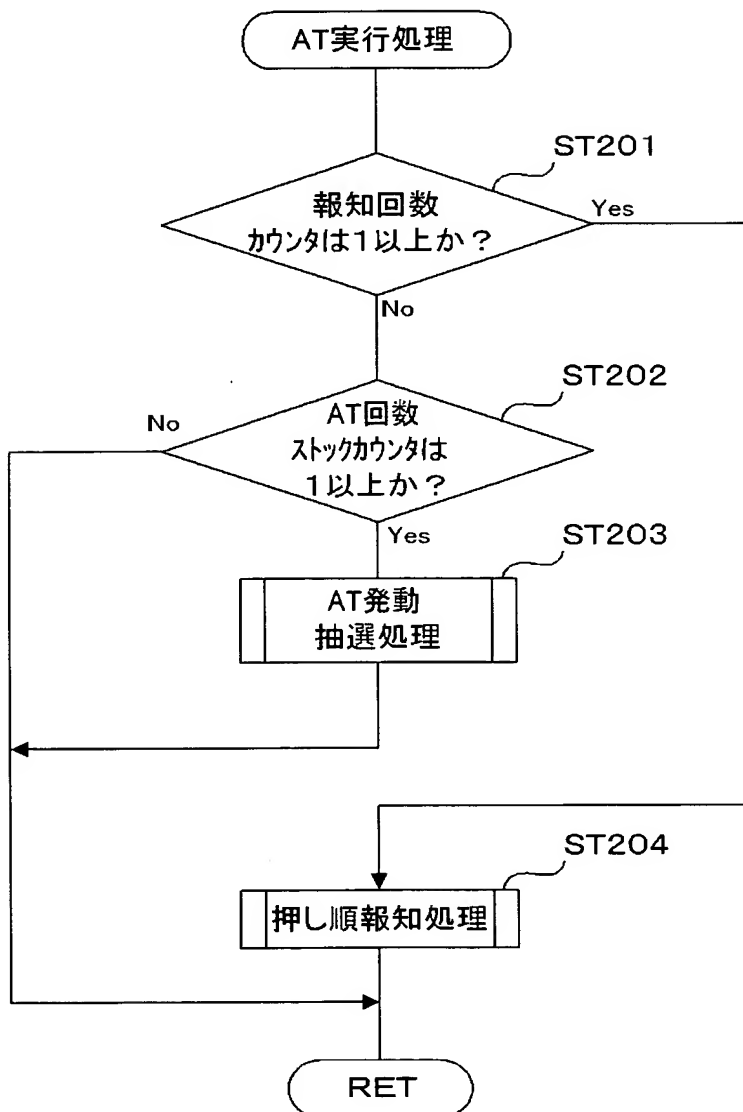 AT実行処理
ST201
報知回数
カウンタは1以上か？
Yes
No
ST202
No
AT回数
ストックカウンタは
1以上か？
Yes
ST203
AT発動
抽選処理
ST204
押し順報知処理
RET